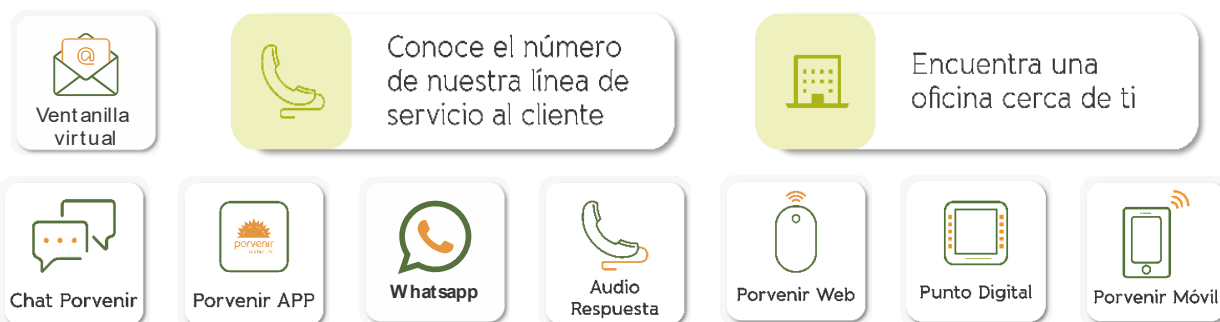 @
Ventanilla
virtual
Conoce el número
de nuestra línea de
servicio al cliente
Encuentra una
oficina cerca de ti
Chat Porvenir
porvenir
Porvenir APP
Whatsapp
Audio
Respuesta
Porvenir Web
Punto Digital
Porvenir Móvil